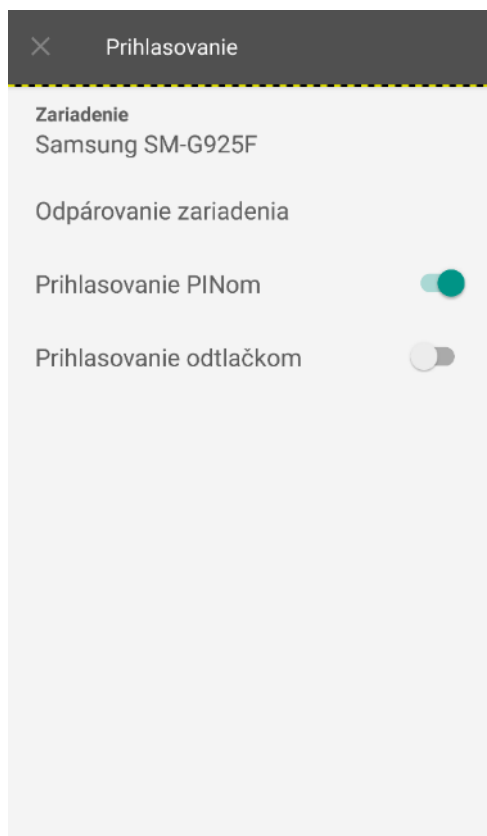 Prihlasovanie
Zariadenie
Samsung SM-G925F
Odpárovanie zariadenia
Prihlasovanie PINom
Prihlasovanie odtlačkom